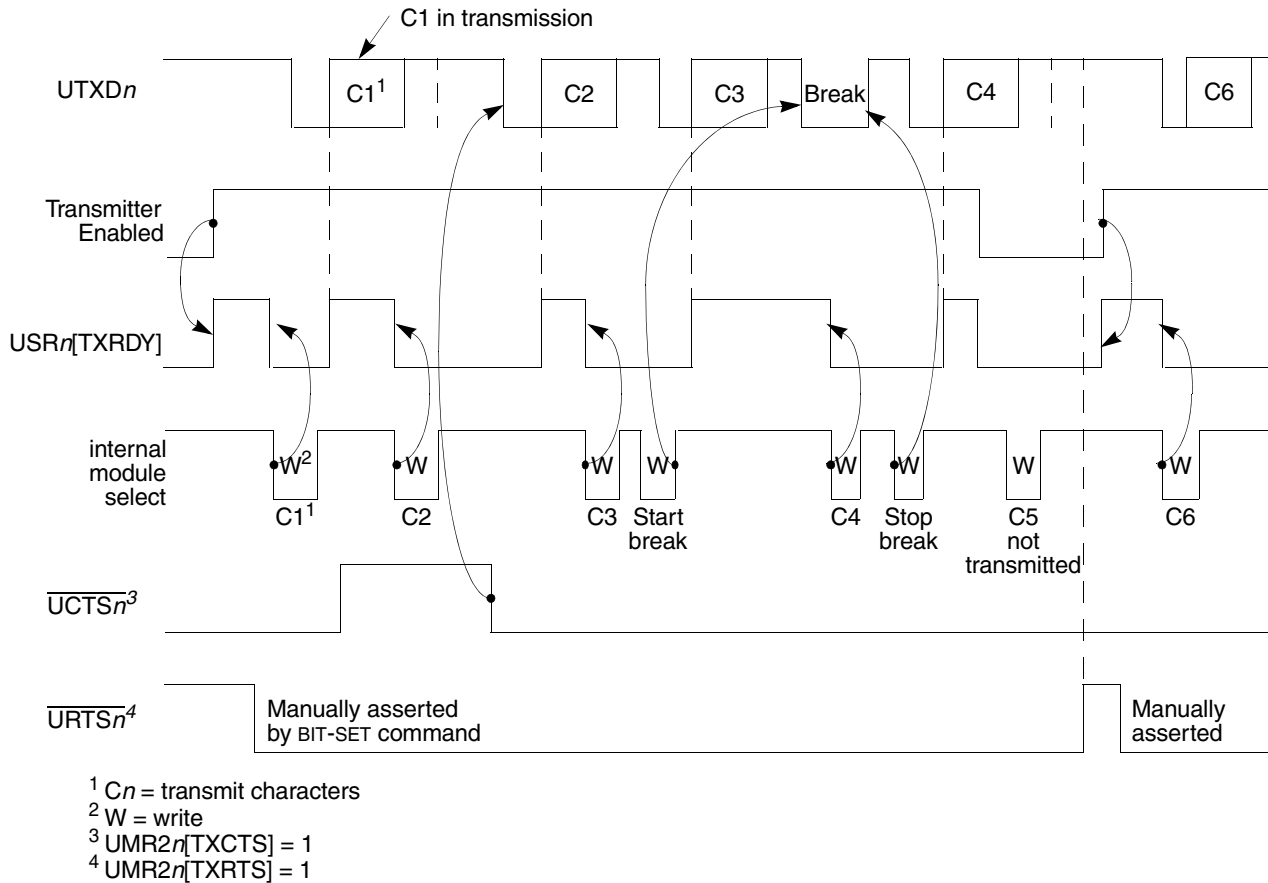 C1 in transmission
UTXDn
C1¹
C2
C3
Break
C4
C6
Transmitter
Enabled
USRn[TXRDY]
internal
module
select
W²
W
W
W
W
W
W
W
C1¹
C2
C3
Start
break
C4
Stop
break
C5
not
transmitted
C6
UCTSn³
URTSn⁴
Manually asserted
by BIT-SET command
Manually
asserted
¹ Cn = transmit characters
² W = write
³ UMR2n[TXCTS] = 1
⁴ UMR2n[TXRTS] = 1